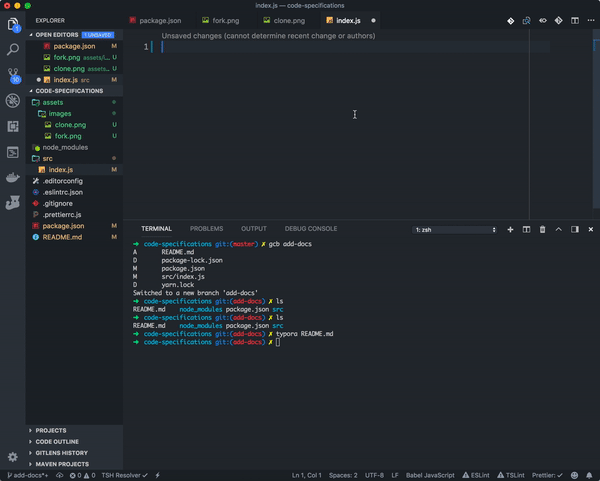 index.js — code-specifications
EXPLORER
OPEN EDITORS 1 UNSAVED
package.json M
fork.png assets/i... U
clone.png assets... U
index.js src M
CODE-SPECIFICATIONS
assets
images
clone.png U
fork.png U
node_modules
src
index.js M
.editorconfig
.eslintrc.json
.gitignore
.prettierrc.js
package.json M
README.md M
PROJECTS
CODE OUTLINE
GITLENS HISTORY
MAVEN PROJECTS
package.json fork.png clone.png index.js
Unsaved changes (cannot determine recent change or authors)
1
TERMINAL PROBLEMS OUTPUT DEBUG CONSOLE 1: zsh
➜ code-specifications git:(master) ✗ gcb add-docs
A README.md
D package-lock.json
M package.json
M src/index.js
D yarn.lock
Switched to a new branch 'add-docs'
➜ code-specifications git:(add-docs) ✗ ls
README.md node_modules package.json src
➜ code-specifications git:(add-docs) ✗ ls
README.md node_modules package.json src
➜ code-specifications git:(add-docs) ✗ typora README.md
➜ code-specifications git:(add-docs) ✗
add-docs*+ 0 0 TSH Resolver ✓ Ln 1, Col 1 Spaces: 2 UTF-8 LF Babel JavaScript ESLint TSLint Prettier: ✓